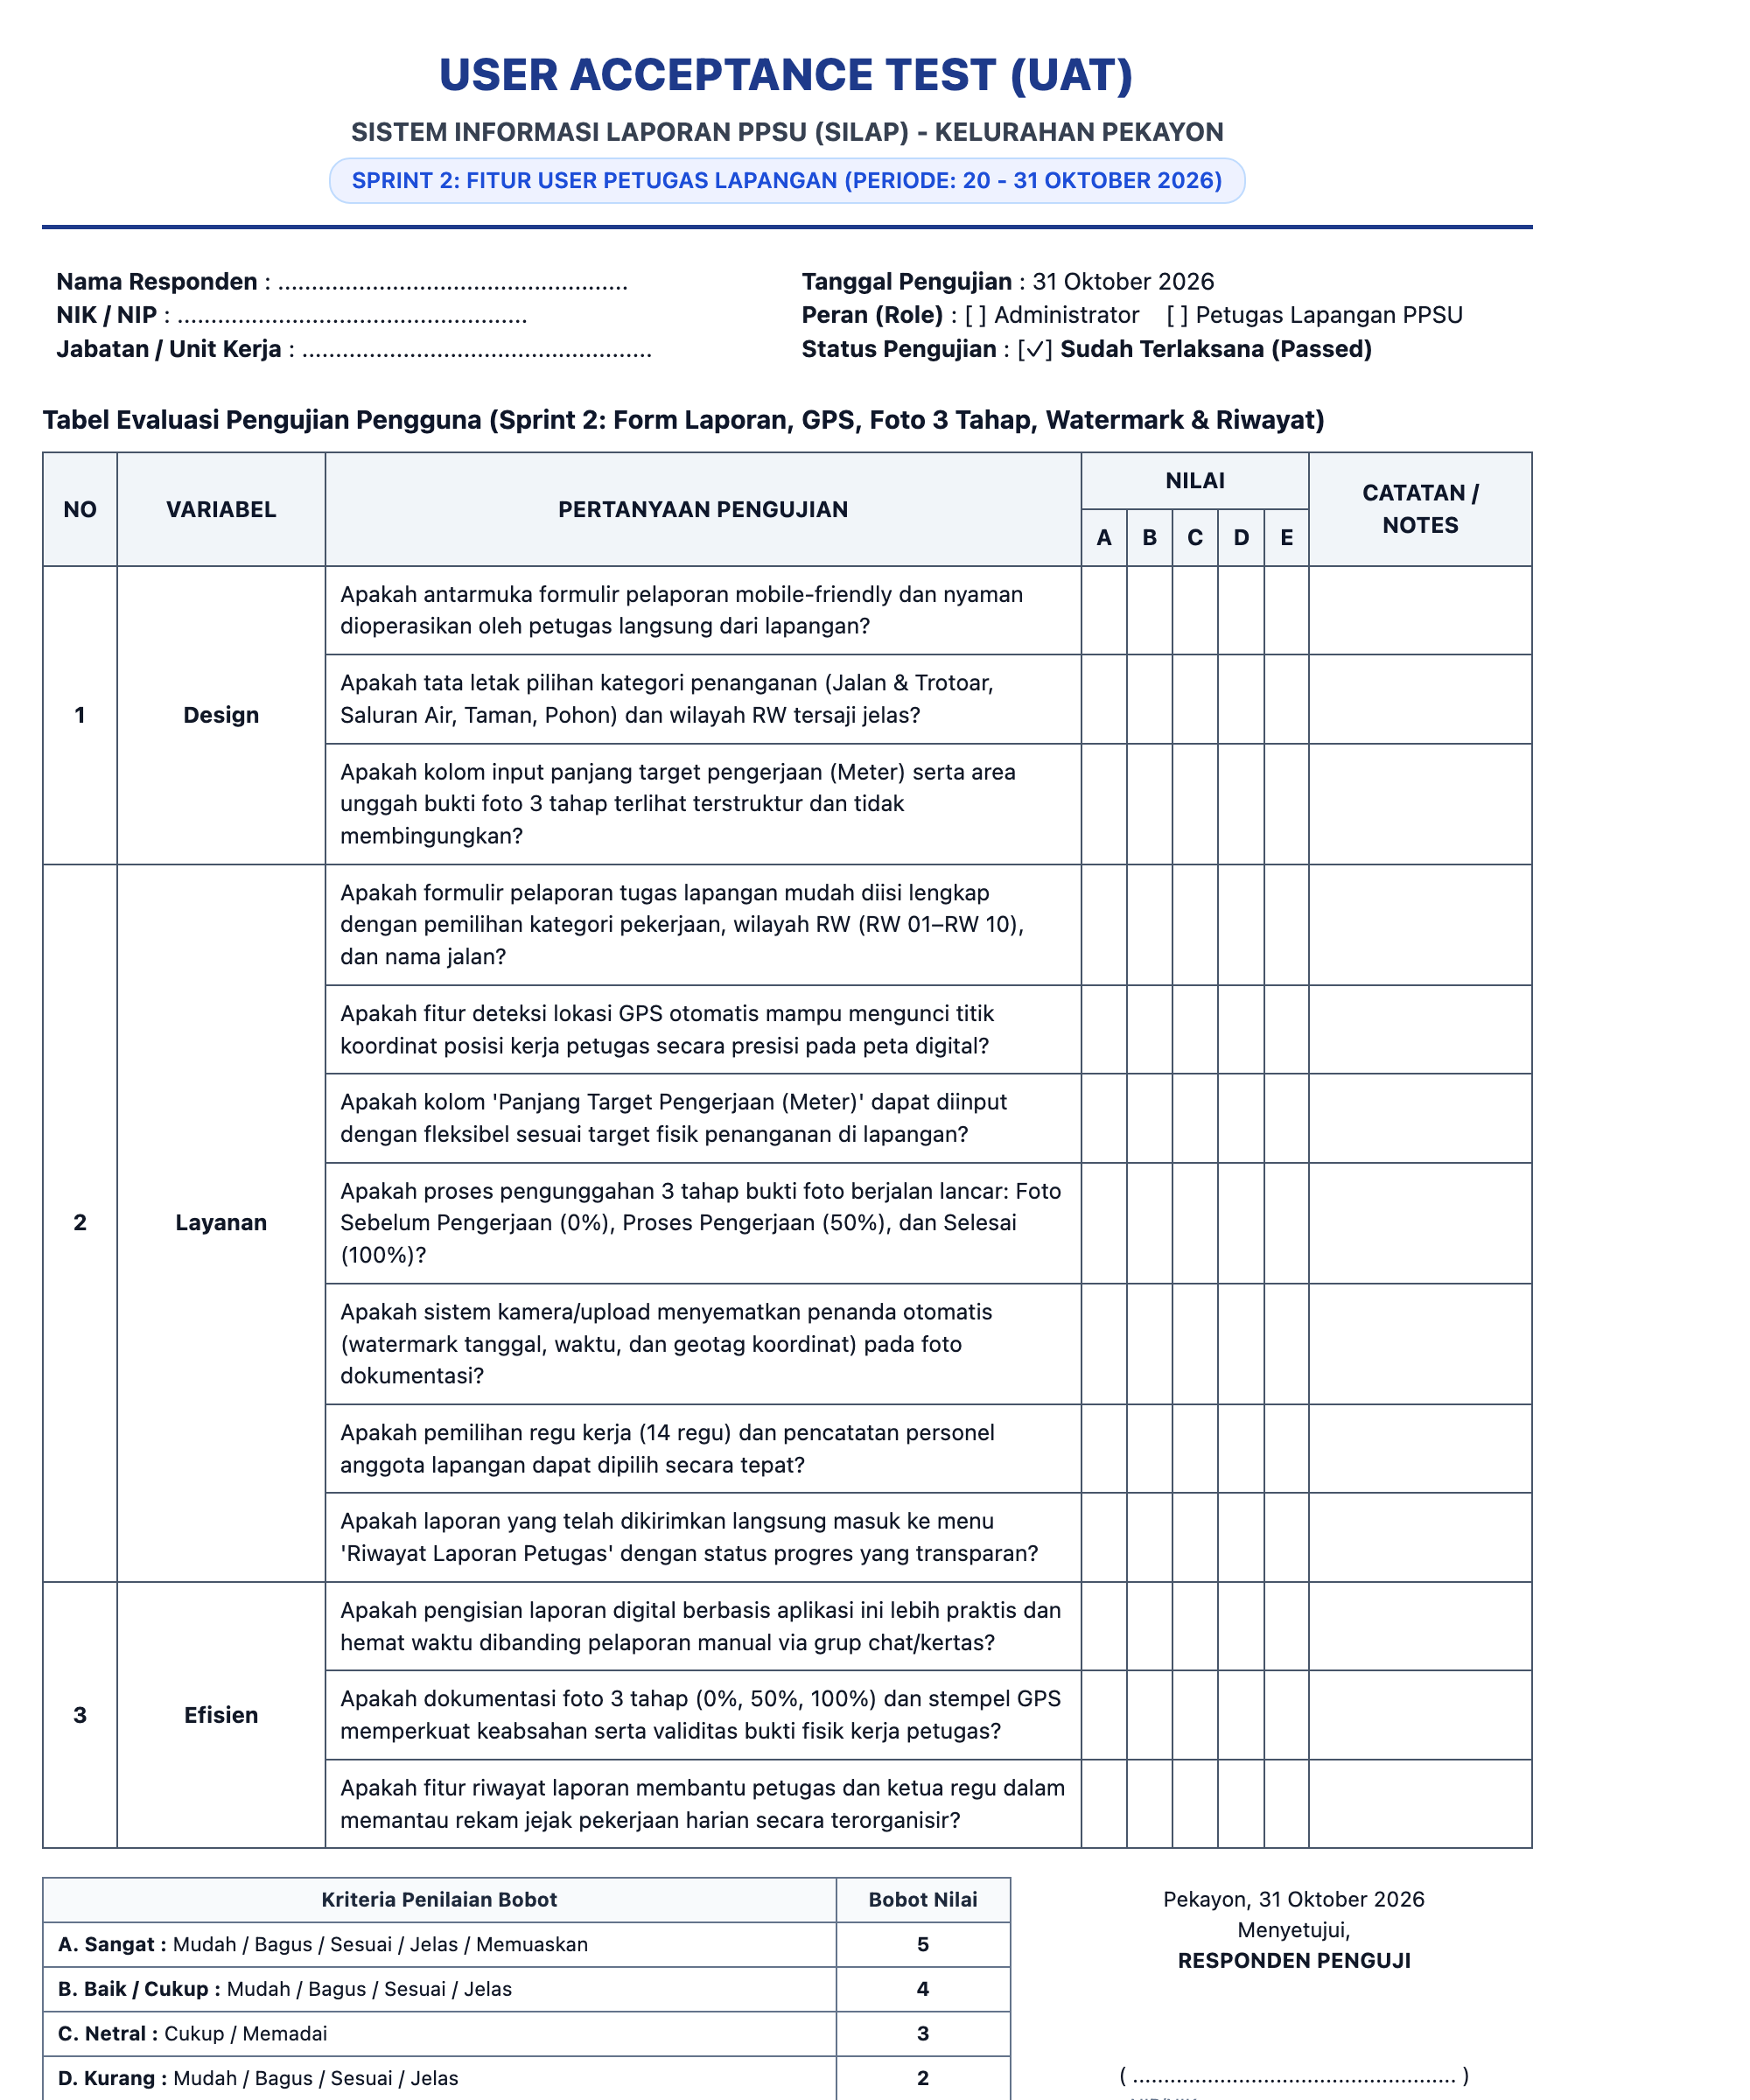 USER ACCEPTANCE TEST (UAT)
SISTEM INFORMASI LAPORAN PPSU (SILAP) - KELURAHAN PEKAYON
SPRINT 2: FITUR USER PETUGAS LAPANGAN (PERIODE: 20 - 31 OKTOBER 2026)
Nama Responden : ....................................................
NIK / NIP : ....................................................
Jabatan / Unit Kerja : ....................................................
Tanggal Pengujian : 31 Oktober 2026
Peran (Role) : [ ] Administrator [ ] Petugas Lapangan PPSU
Status Pengujian : [✓] Sudah Terlaksana (Passed)
Tabel Evaluasi Pengujian Pengguna (Sprint 2: Form Laporan, GPS, Foto 3 Tahap, Watermark & Riwayat)
NO
VARIABEL
PERTANYAAN PENGUJIAN
NILAI
A B C D E
CATATAN /
NOTES
1
Design
Apakah antarmuka formulir pelaporan mobile-friendly dan nyaman
dioperasikan oleh petugas langsung dari lapangan?
Apakah tata letak pilihan kategori penanganan (Jalan & Trotoar,
Saluran Air, Taman, Pohon) dan wilayah RW tersaji jelas?
Apakah kolom input panjang target pengerjaan (Meter) serta area
unggah bukti foto 3 tahap terlihat terstruktur dan tidak
membingungkan?
2
Layanan
Apakah formulir pelaporan tugas lapangan mudah diisi lengkap
dengan pemilihan kategori pekerjaan, wilayah RW (RW 01–RW 10),
dan nama jalan?
Apakah fitur deteksi lokasi GPS otomatis mampu mengunci titik
koordinat posisi kerja petugas secara presisi pada peta digital?
Apakah kolom 'Panjang Target Pengerjaan (Meter)' dapat diinput
dengan fleksibel sesuai target fisik penanganan di lapangan?
Apakah proses pengunggahan 3 tahap bukti foto berjalan lancar: Foto
Sebelum Pengerjaan (0%), Proses Pengerjaan (50%), dan Selesai
(100%)?
Apakah sistem kamera/upload menyematkan penanda otomatis
(watermark tanggal, waktu, dan geotag koordinat) pada foto
dokumentasi?
Apakah pemilihan regu kerja (14 regu) dan pencatatan personel
anggota lapangan dapat dipilih secara tepat?
Apakah laporan yang telah dikirimkan langsung masuk ke menu
'Riwayat Laporan Petugas' dengan status progres yang transparan?
3
Efisien
Apakah pengisian laporan digital berbasis aplikasi ini lebih praktis dan
hemat waktu dibanding pelaporan manual via grup chat/kertas?
Apakah dokumentasi foto 3 tahap (0%, 50%, 100%) dan stempel GPS
memperkuat keabsahan serta validitas bukti fisik kerja petugas?
Apakah fitur riwayat laporan membantu petugas dan ketua regu dalam
memantau rekam jejak pekerjaan harian secara terorganisir?
Kriteria Penilaian Bobot Bobot Nilai
A. Sangat : Mudah / Bagus / Sesuai / Jelas / Memuaskan 5
B. Baik / Cukup : Mudah / Bagus / Sesuai / Jelas 4
C. Netral : Cukup / Memadai 3
D. Kurang : Mudah / Bagus / Sesuai / Jelas 2
Pekayon, 31 Oktober 2026
Menyetujui,
RESPONDEN PENGUJI
( .................................................... )